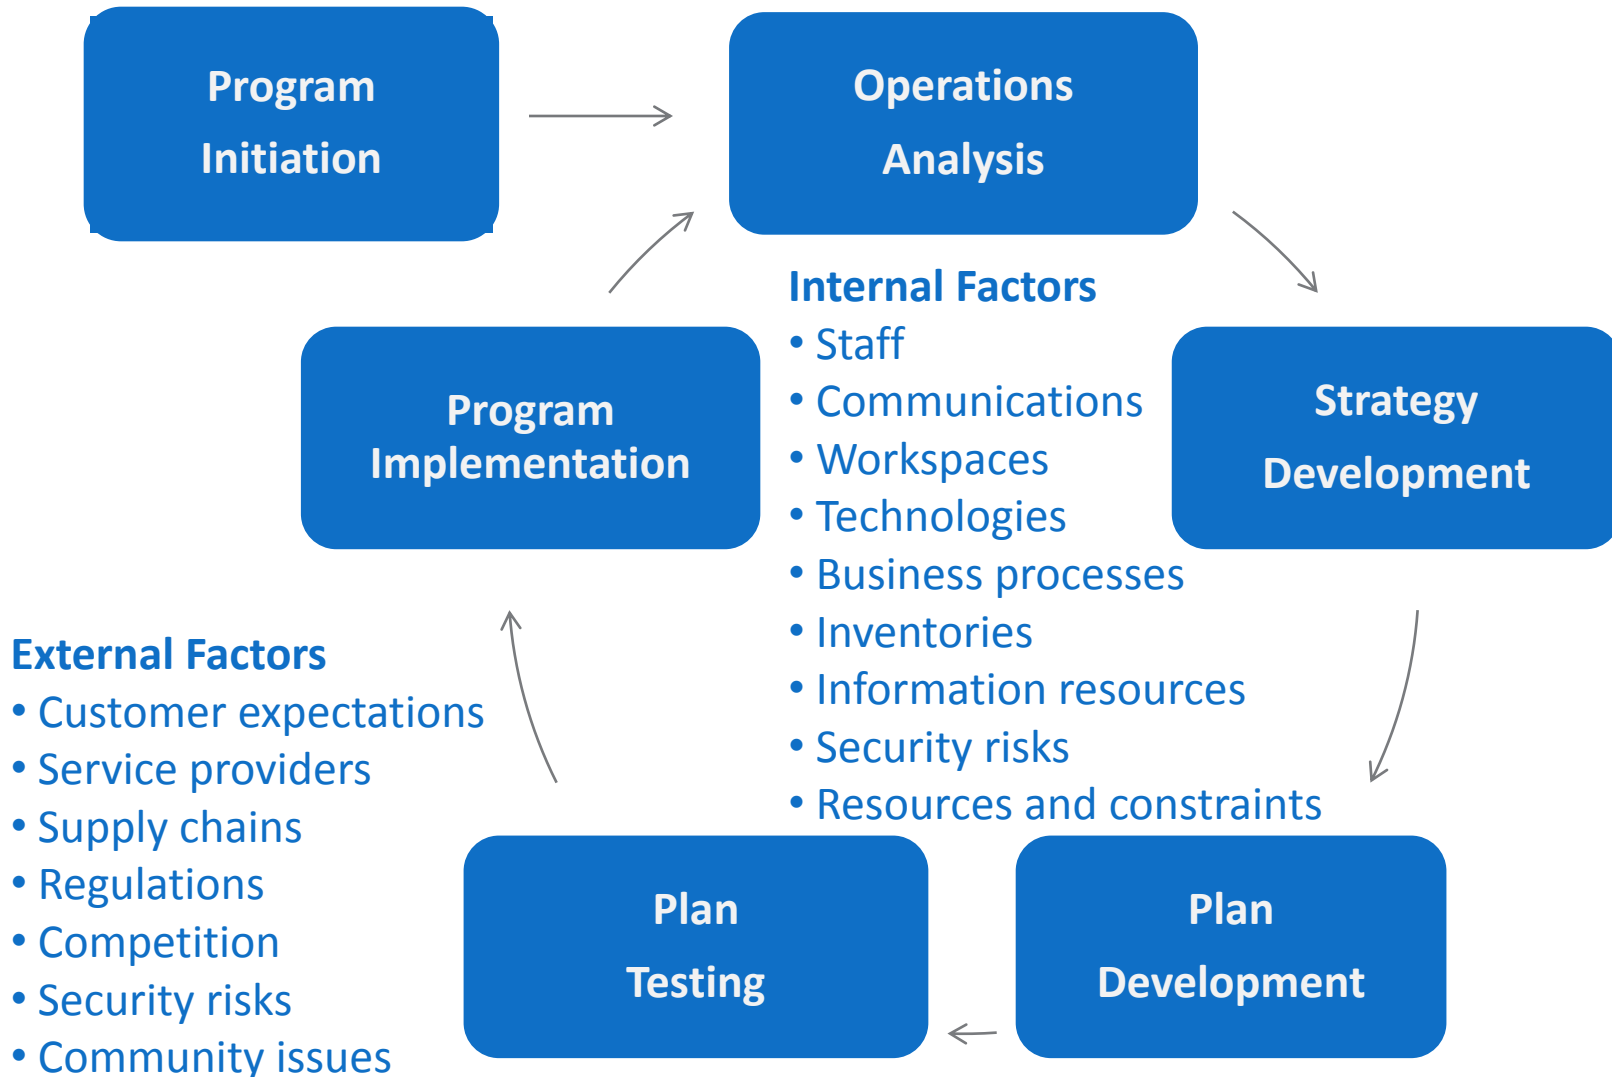 Program
Initiation
Operations
Analysis
Internal Factors
• Staff
• Communications
• Workspaces
• Technologies
• Business processes
• Inventories
• Information resources
• Security risks
• Resources and constraints
Strategy
Development
Program
Implementation
External Factors
• Customer expectations
• Service providers
• Supply chains
• Regulations
• Competition
• Security risks
• Community issues
Plan
Testing
Plan
Development